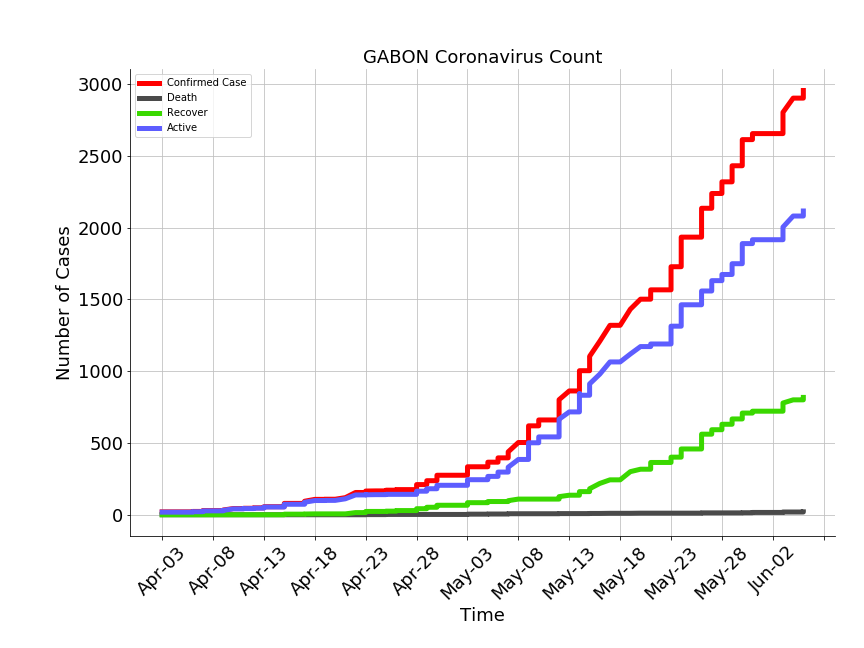 GABON Coronavirus Count
Confirmed Case
Death
Recover
Active
Number of Cases
3000
2500
2000
1500
1000
500
0
Apr-03
Apr-08
Apr-13
Apr-18
Apr-23
Apr-28
May-03
May-08
May-13
May-18
May-23
May-28
Jun-02
Time